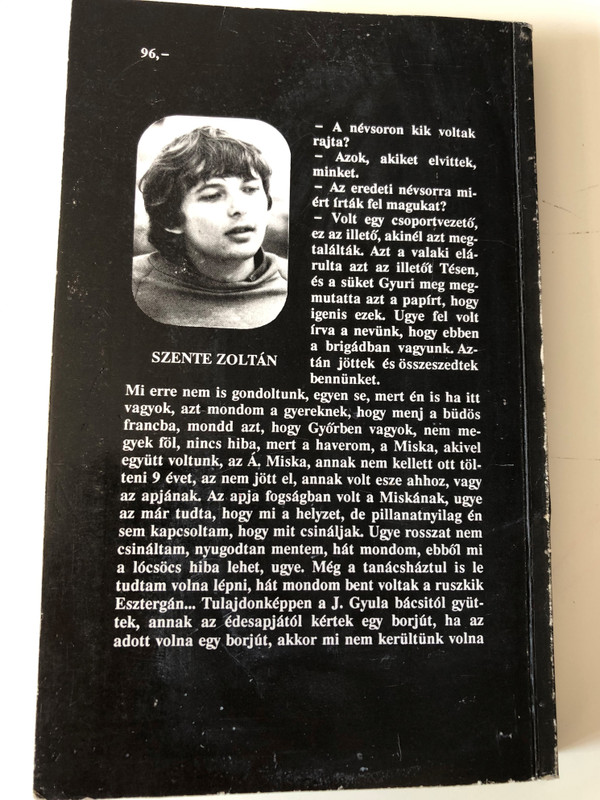 96,–
– A névsoron kik voltak
rajta?
– Azok, akiket elvittek,
minket.
– Az eredeti névsorra mi-
ért írták fel magukat?
– Volt egy csoportvezető,
ez az illető, akinél azt meg-
találták. Azt a valaki elá-
rulta azt az illetőt Tésen,
és a süket Gyuri meg meg-
mutatta azt a papírt, hogy
igenis ezek. Ugye fel volt
írva a nevünk, hogy ebben
a brigádban vagyunk. Az-
tán jöttek és összeszedtek
bennünket.
SZENTE ZOLTÁN
Mi erre nem is gondoltunk, egyen se, mert én is ha itt
vagyok, azt mondom a gyereknek, hogy menj a büdös
francba, mondd azt, hogy Győrben vagyok, nem me-
gyek föl, nincs hiba, mert a haverom, a Miska, akivel
együtt voltunk, az Á. Miska, annak nem kellett ott töl-
teni 9 évet, az nem jött el, annak volt esze ahhoz, vagy
az apjának. Az apja fogságban volt a Miskának, ugye
az már tudta, hogy mi a helyzet, de pillanatnyilag én
sem kapcsoltam, hogy mit csináljak. Ugye rosszat nem
csináltam, nyugodtan mentem, hát mondom, ebből mi
a lócsöcs hiba lehet, ugye. Még a tanácsháztul is le
tudtam volna lépni, hát mondom bent voltak a ruszkik
Esztergán... Tulajdonképpen a J. Gyula bácsitól gyüt-
tek, annak az édesapjától kértek egy borjút, ha az
adott volna egy borjút, akkor mi nem kerültünk volna